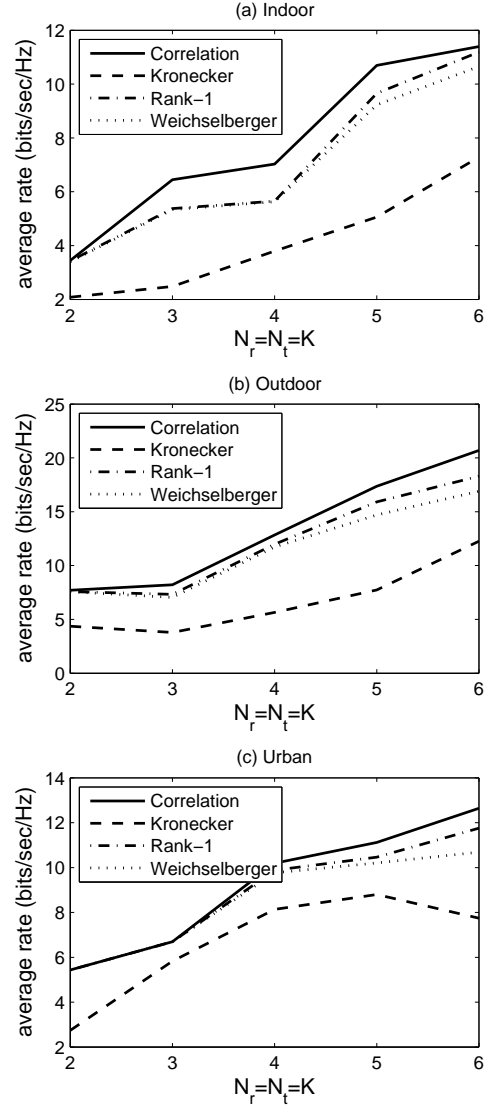 (a) Indoor
12
10
8
6
4
2
2 3 4 5 6
average rate (bits/sec/Hz)
N_r=N_t=K
Correlation
Kronecker
Rank−1
Weichselberger
(b) Outdoor
25
20
15
10
5
0
2 3 4 5 6
average rate (bits/sec/Hz)
N_r=N_t=K
Correlation
Kronecker
Rank−1
Weichselberger
(c) Urban
14
12
10
8
6
4
2
2 3 4 5 6
average rate (bits/sec/Hz)
N_r=N_t=K
Correlation
Kronecker
Rank−1
Weichselberger